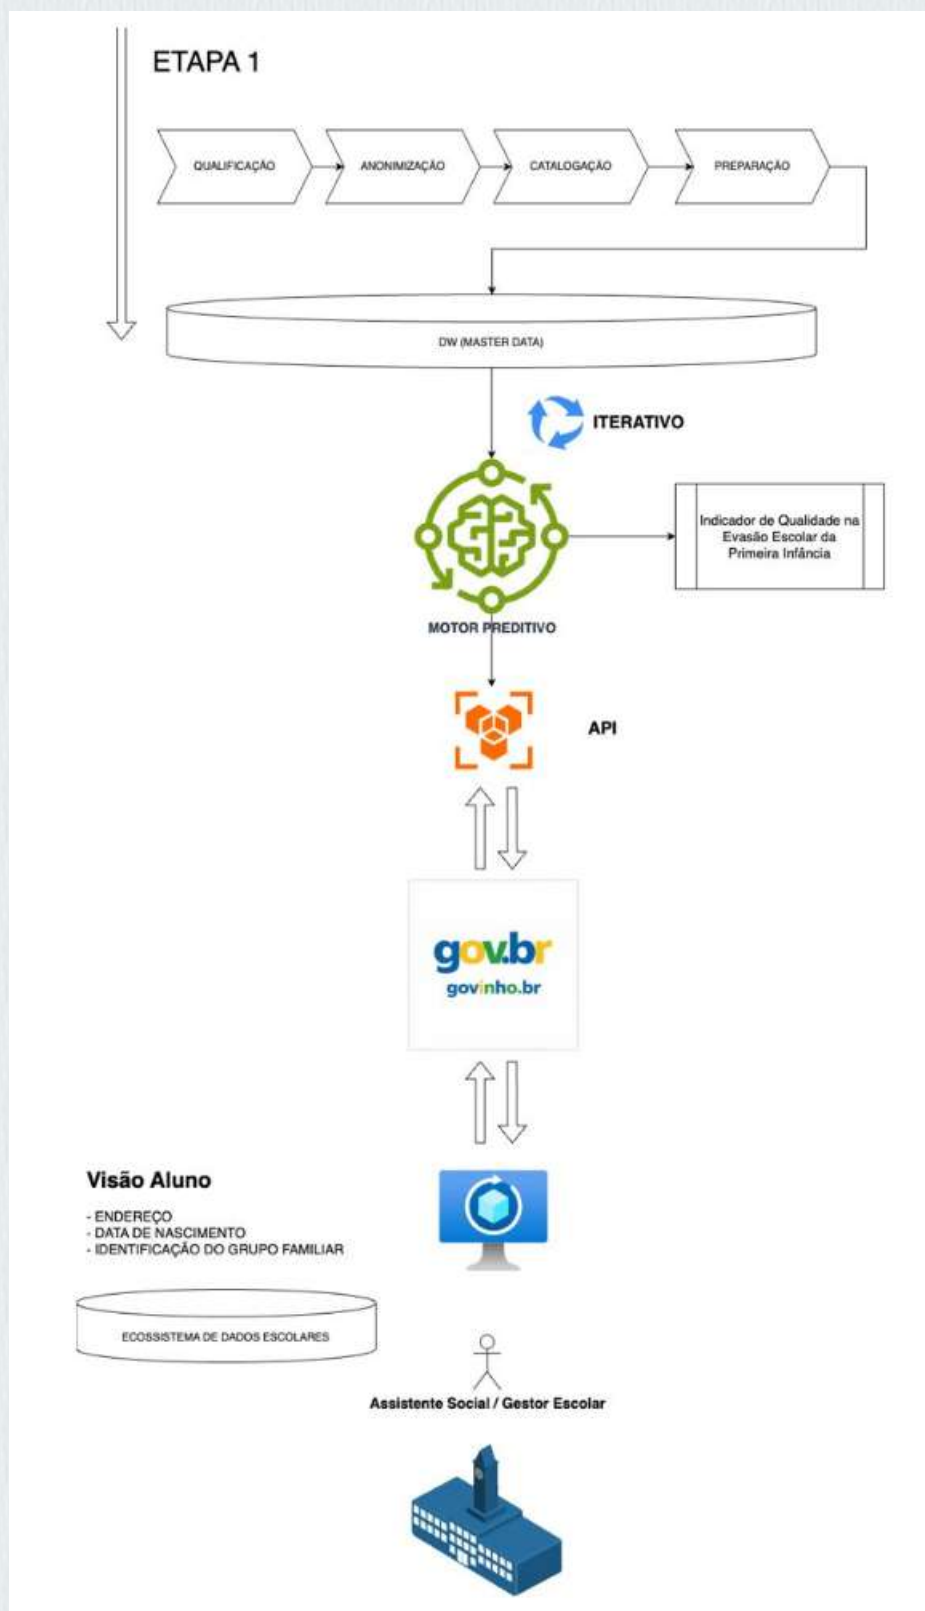 ETAPA 1
QUALIFICAÇÃO
ANONIMIZAÇÃO
CATALOGAÇÃO
PREPARAÇÃO
DW (MASTER DATA)
ITERATIVO
Indicador de Qualidade na
Evasão Escolar da
Primeira Infância
MOTOR PREDITIVO
API
gov.br
govinho.br
Visão Aluno
- ENDEREÇO
- DATA DE NASCIMENTO
- IDENTIFICAÇÃO DO GRUPO FAMILIAR
ECOSSISTEMA DE DADOS ESCOLARES
Assistente Social / Gestor Escolar